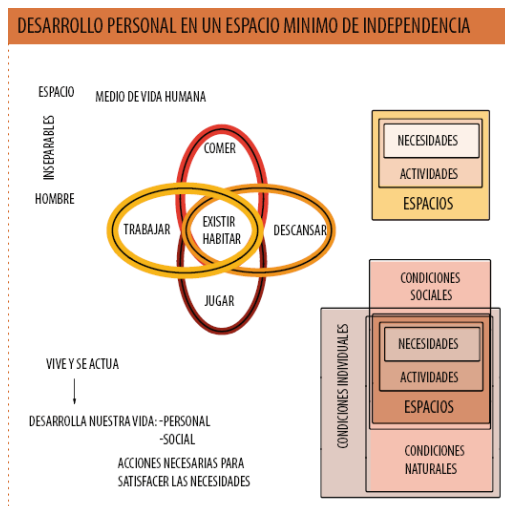 DESARROLLO PERSONAL EN UN ESPACIO MINIMO DE INDEPENDENCIA
ESPACIO
MEDIO DE VIDA HUMANA
INSEPARABLES
HOMBRE
COMER
TRABAJAR
EXISTIR
HABITAR
DESCANSAR
JUGAR
NECESIDADES
ACTIVIDADES
ESPACIOS
CONDICIONES
SOCIALES
CONDICIONES INDIVIDUALES
NECESIDADES
ACTIVIDADES
ESPACIOS
CONDICIONES
NATURALES
VIVE Y SE ACTUA
DESARROLLA NUESTRA VIDA: -PERSONAL
-SOCIAL
ACCIONES NECESARIAS PARA
SATISFACER LAS NECESIDADES